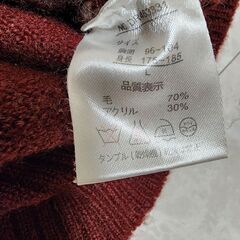 サイズ
胸囲 96-104
身長 175-185
L
品質表示
毛 70%
アクリル 30%
タンブル(乾燥機)